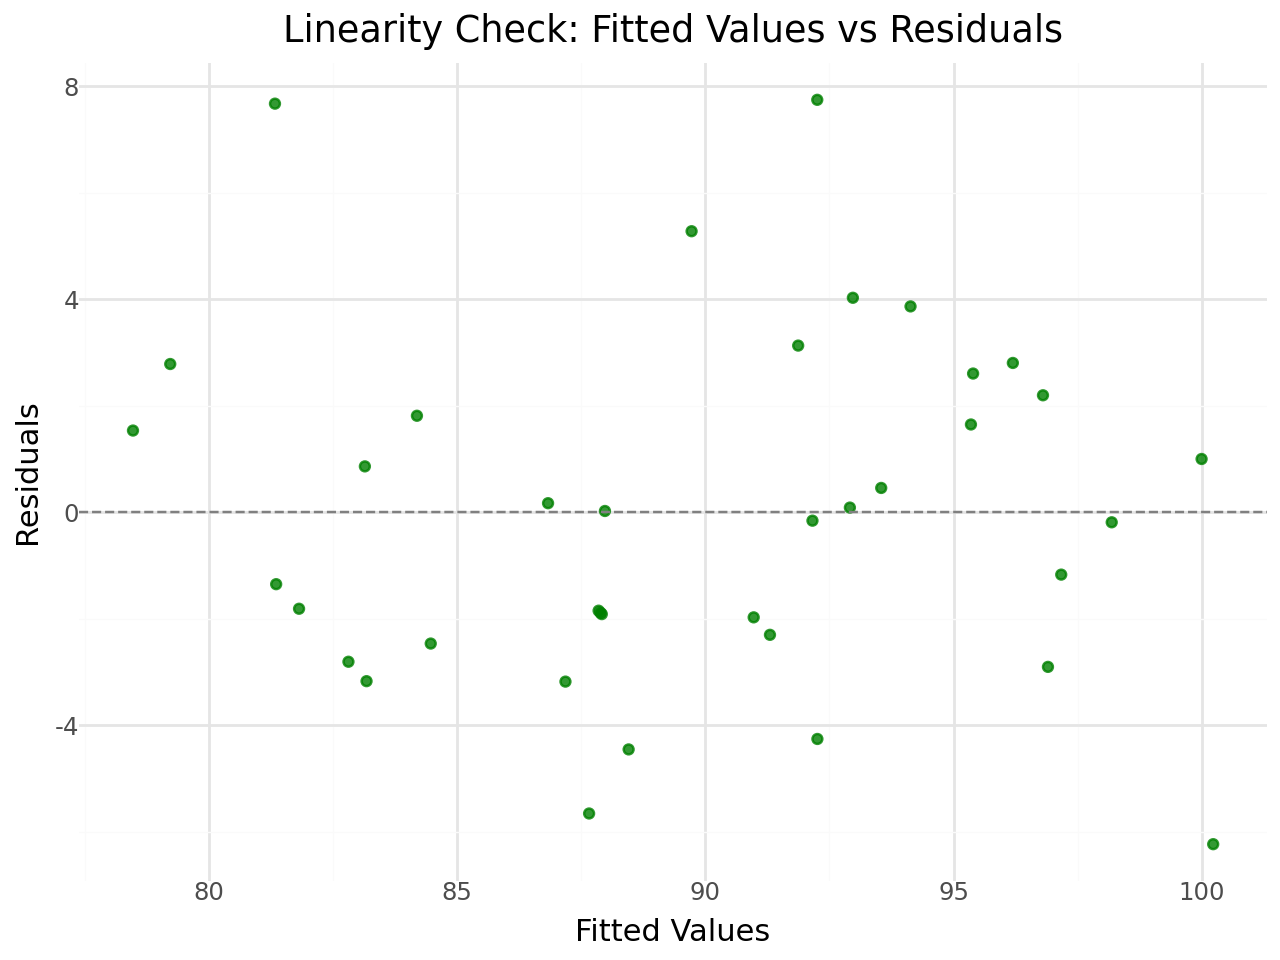 Linearity Check: Fitted Values vs Residuals
8
4
0
-4
Residuals
80 85 90 95 100
Fitted Values